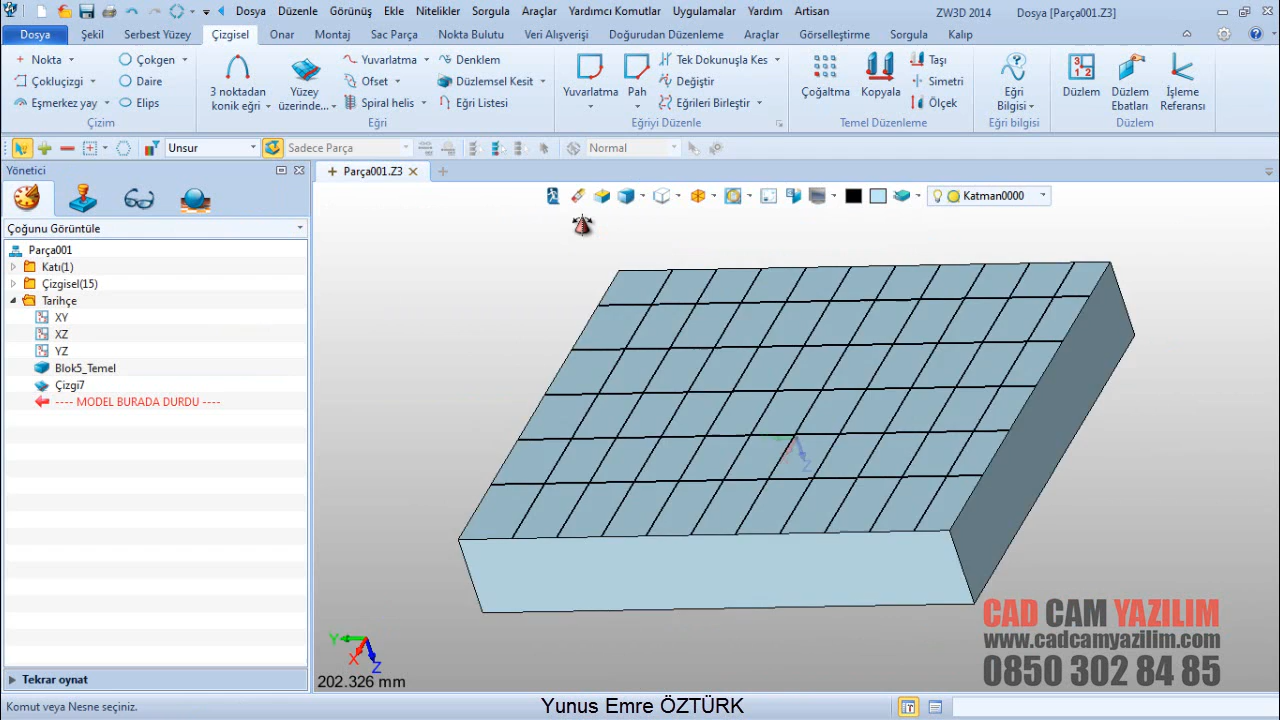 Dosya Düzenle Görünüş Ekle Nitelikler Sorgula Araçlar Yardımcı Komutlar Uygulamalar Yardım Artisan ZW3D 2014 Dosya [Parça001.Z3]
Dosya Şekil Serbest Yüzey Çizgisel Onar Montaj Sac Parça Nokta Bulutu Veri Alışverişi Doğurudan Düzenleme Araçlar Görselleştirme Sorgula Kalıp
Nokta Çokgen Yuvarlatma Denklem Tek Dokunuşla Kes Taşı
Çokluçizgi Daire Ofset Düzlemsel Kesit Değiştir Simetri
Eşmerkez yay Elips Spiral helis Eğri Listesi Eğrileri Birleştir Ölçek
3 noktadan konik eğri
Yüzey üzerinde...
Yuvarlatma Pah
Çoğaltma Kopyala
Eğri Bilgisi
Düzlem
Düzlem Ebatları
İşleme Referansı
Çizim Eğri Eğriyi Düzenle Temel Düzenleme Eğri bilgisi Düzlem
Unsur Sadece Parça Normal
Yönetici
Parça001.Z3
Katman0000
Çoğunu Görüntüle
Parça001
Katı(1)
Çizgisel(15)
Tarihçe
XY
XZ
YZ
Blok5_Temel
Çizgi7
---- MODEL BURADA DURDU ----
Z
Y
X
Z
202.326 mm
CAD CAM YAZILIM
www.cadcamyazilim.com
0850 302 84 85
Tekrar oynat
Komut veya Nesne seçiniz.
Yunus Emre ÖZTÜRK